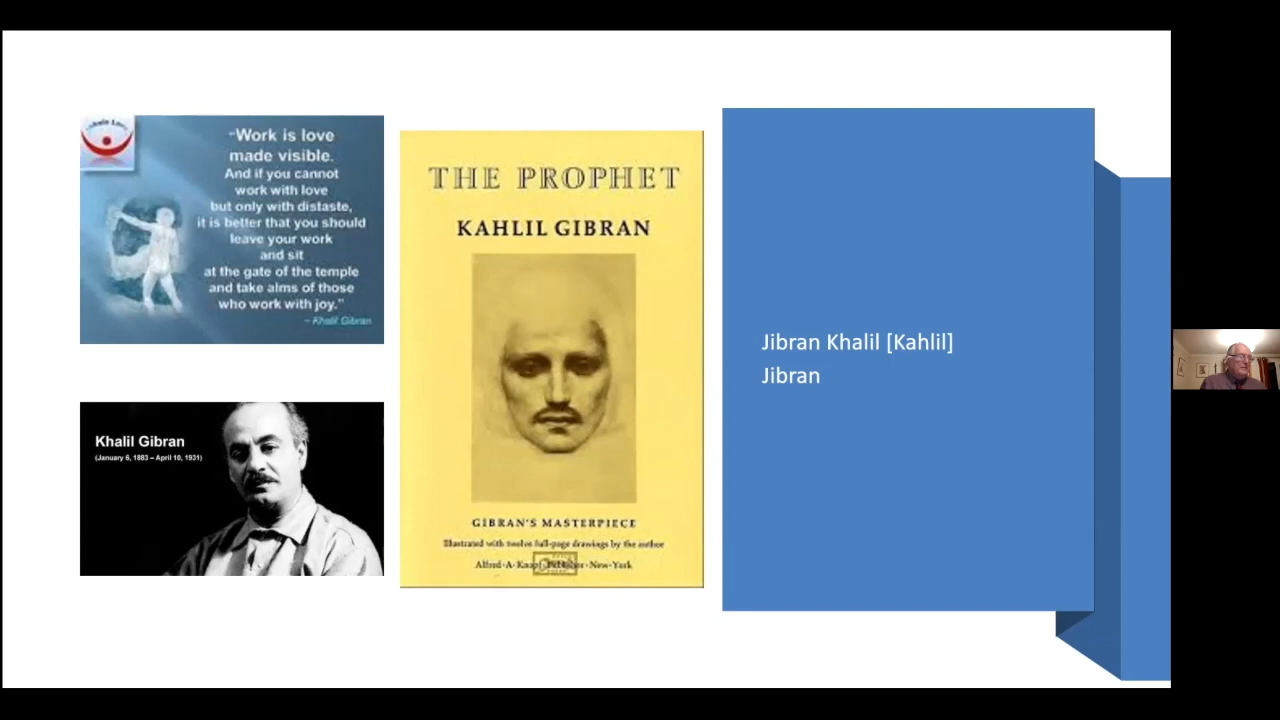 "Work is love
made visible.
And if you cannot
work with love
but only with distaste,
it is better that you should
leave your work
and sit
at the gate of the temple
and take alms of those
who work with joy."
~ Khalil Gibran
Khalil Gibran
(January 6, 1883 – April 10, 1931)
THE PROPHET
KAHLIL GIBRAN
GIBRAN'S MASTERPIECE
Illustrated with twelve full-page drawings by the author
Alfred·A·Knopf·Publisher·New·York
Jibran Khalil [Kahlil]
Jibran